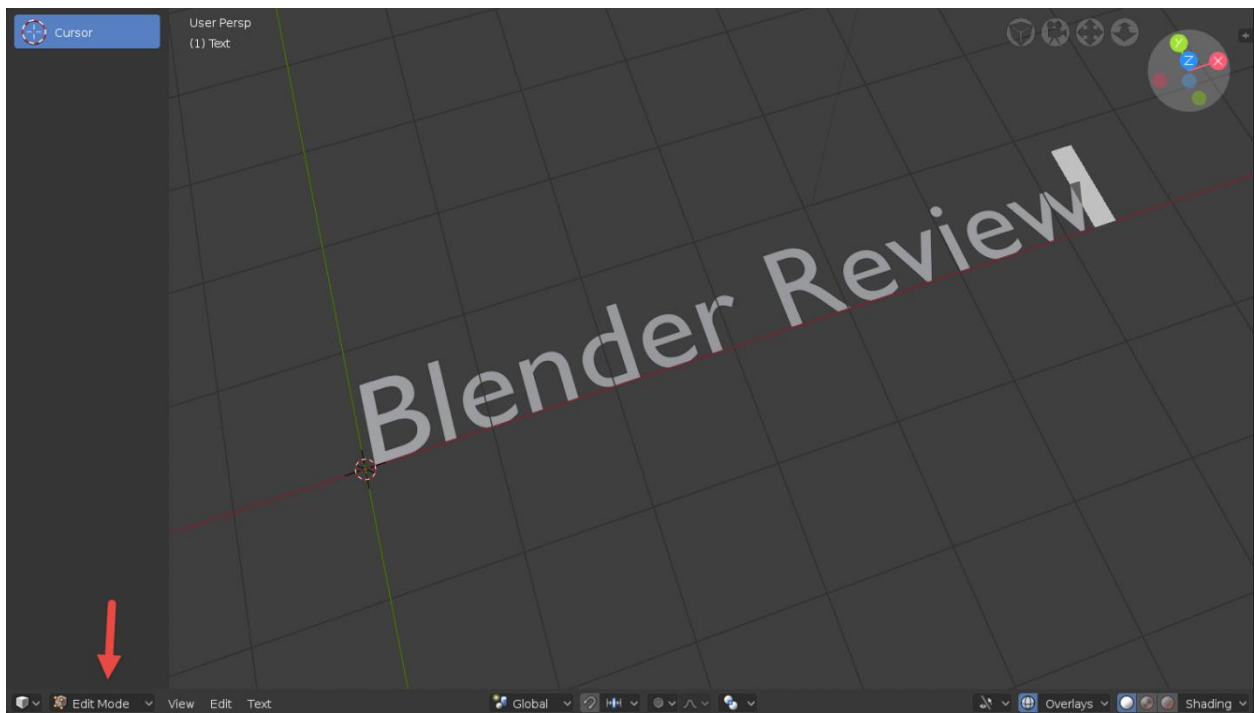 Cursor
User Persp
(1) Text
Y
Z
X
Blender Review
Edit Mode View Edit Text Global Overlays Shading